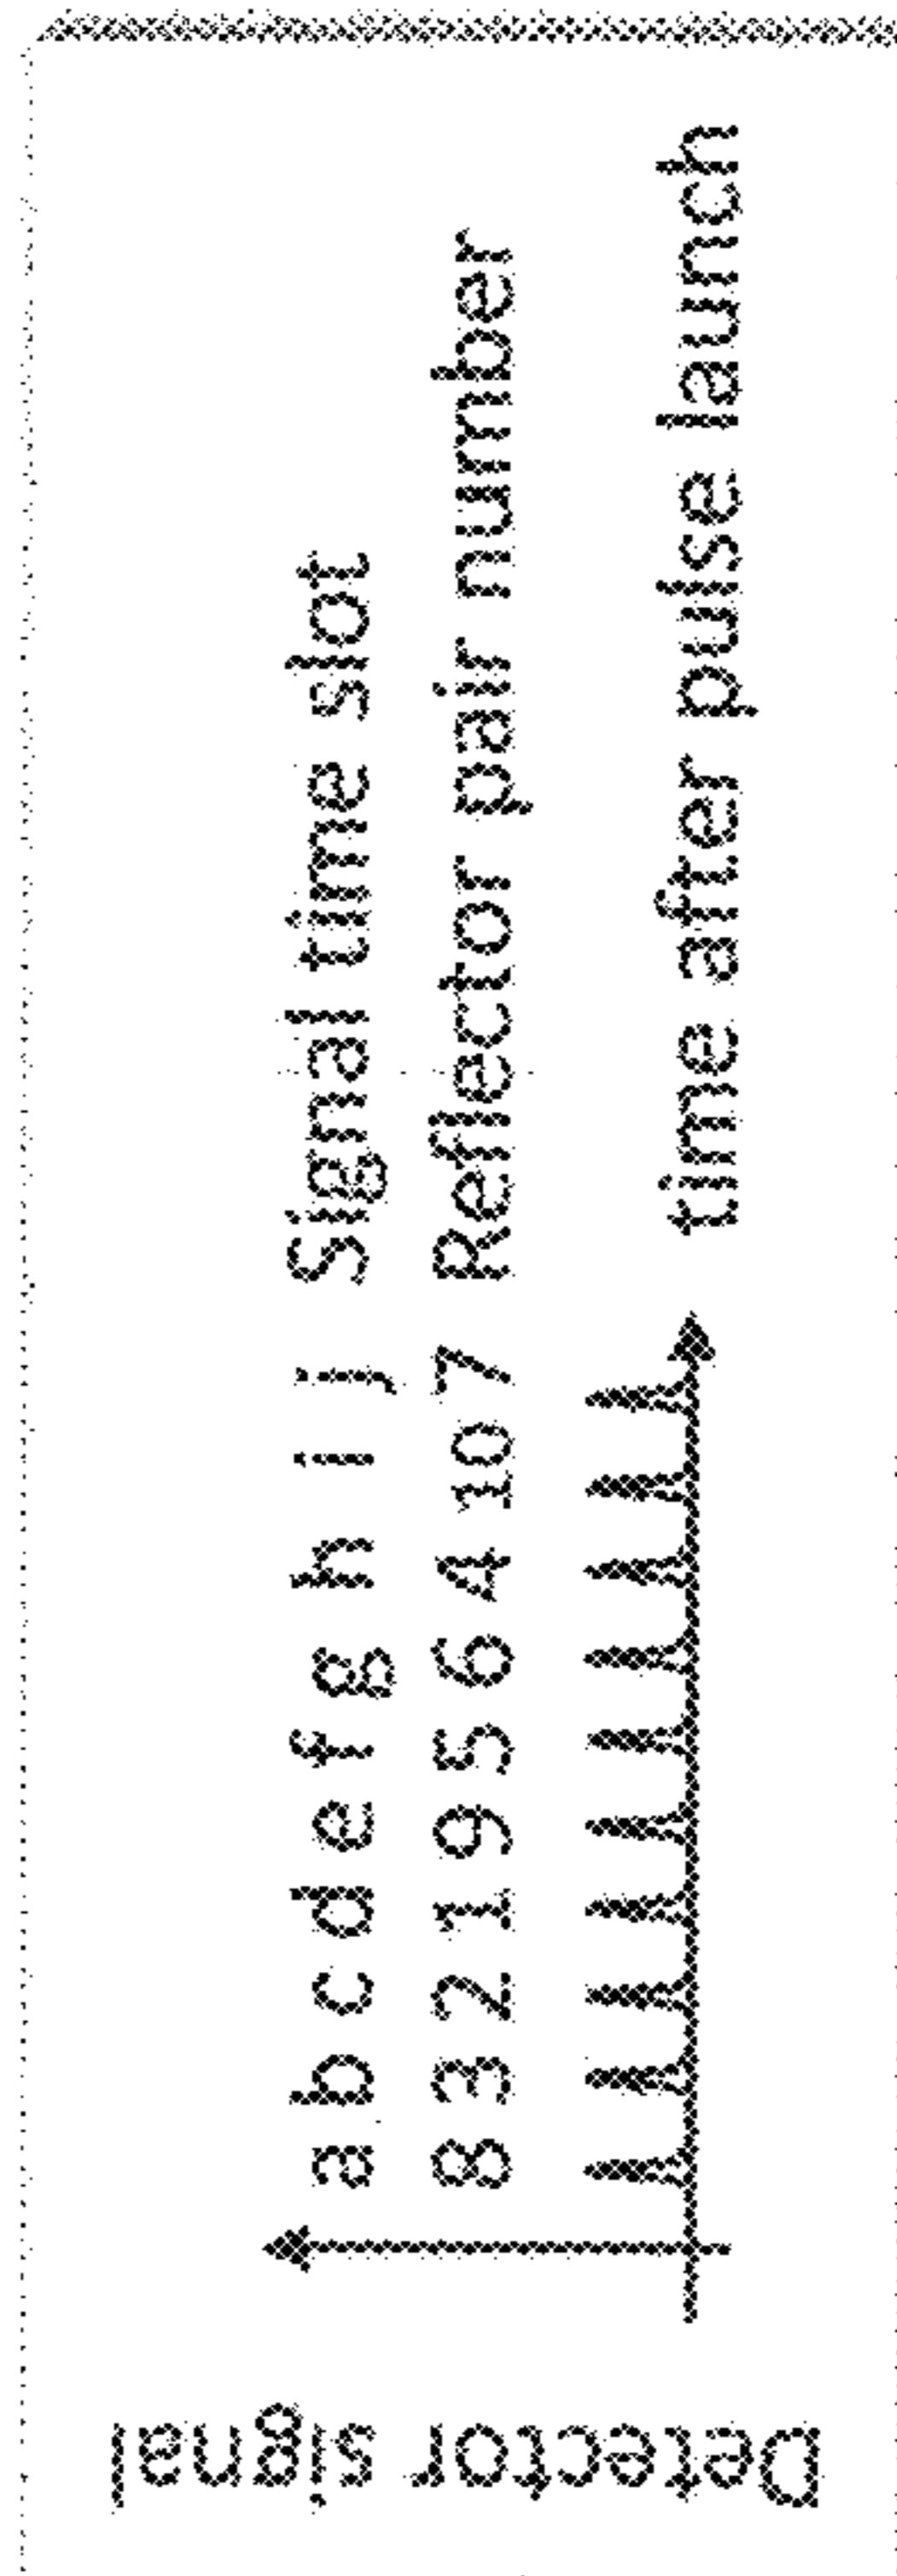 Detector signal
a b c d e f g h i j Signal time slot
8 3 2 1 9 5 6 4 10 7 Reflector pair number
time after pulse launch